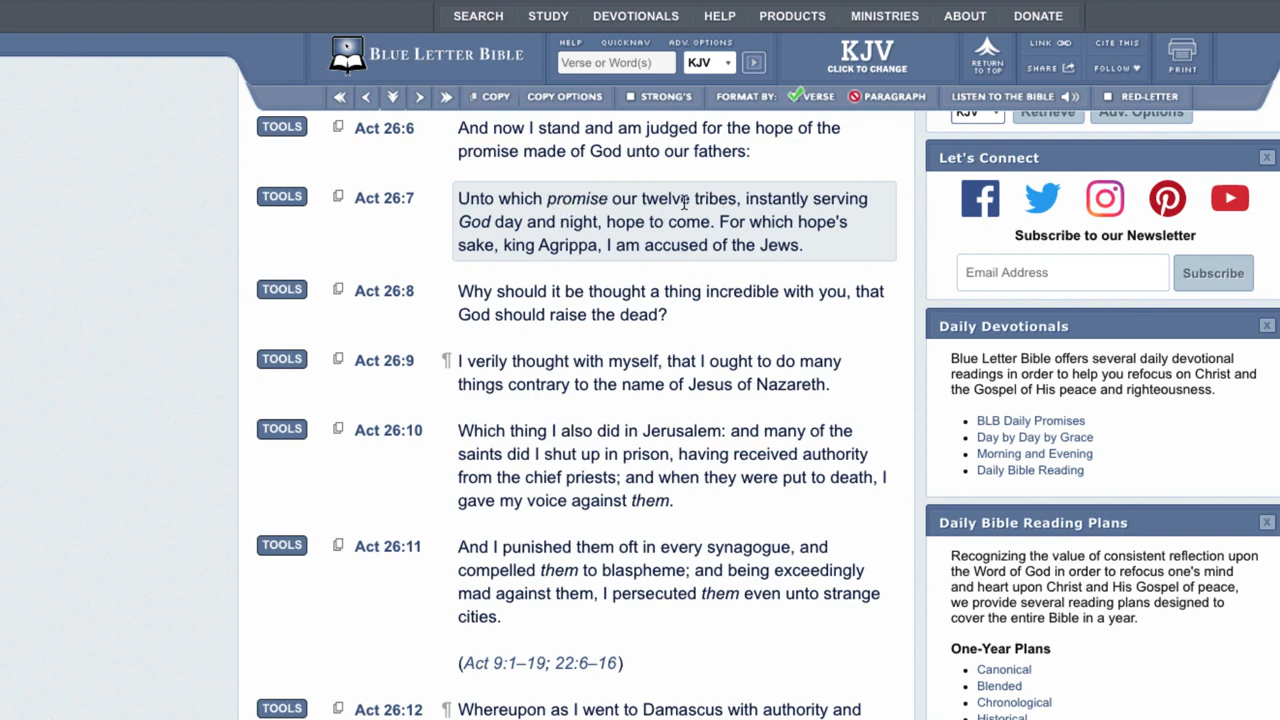 SEARCH STUDY DEVOTIONALS HELP PRODUCTS MINISTRIES ABOUT DONATE
BLUE LETTER BIBLE
HELP QUICKNAV ADV. OPTIONS
Verse or Word(s) KJV
KJV
CLICK TO CHANGE
RETURN
TO TOP
LINK CITE THIS
SHARE FOLLOW
PRINT
COPY COPY OPTIONS STRONG'S FORMAT BY: VERSE PARAGRAPH LISTEN TO THE BIBLE RED-LETTER
TOOLS Act 26:6 And now I stand and am judged for the hope of the
promise made of God unto our fathers:
TOOLS Act 26:7 Unto which promise our twelve tribes, instantly serving
God day and night, hope to come. For which hope's
sake, king Agrippa, I am accused of the Jews.
TOOLS Act 26:8 Why should it be thought a thing incredible with you, that
God should raise the dead?
TOOLS Act 26:9 ¶ I verily thought with myself, that I ought to do many
things contrary to the name of Jesus of Nazareth.
TOOLS Act 26:10 Which thing I also did in Jerusalem: and many of the
saints did I shut up in prison, having received authority
from the chief priests; and when they were put to death, I
gave my voice against them.
TOOLS Act 26:11 And I punished them oft in every synagogue, and
compelled them to blaspheme; and being exceedingly
mad against them, I persecuted them even unto strange
cities.
(Act 9:1–19; 22:6–16)
TOOLS Act 26:12 ¶ Whereupon as I went to Damascus with authority and
KJV Retrieve Adv. Options
Let's Connect
Subscribe to our Newsletter
Email Address Subscribe
Daily Devotionals
Blue Letter Bible offers several daily devotional
readings in order to help you refocus on Christ and
the Gospel of His peace and righteousness.
• BLB Daily Promises
• Day by Day by Grace
• Morning and Evening
• Daily Bible Reading
Daily Bible Reading Plans
Recognizing the value of consistent reflection upon
the Word of God in order to refocus one's mind
and heart upon Christ and His Gospel of peace,
we provide several reading plans designed to
cover the entire Bible in a year.
One-Year Plans
• Canonical
• Blended
• Chronological
• Historical